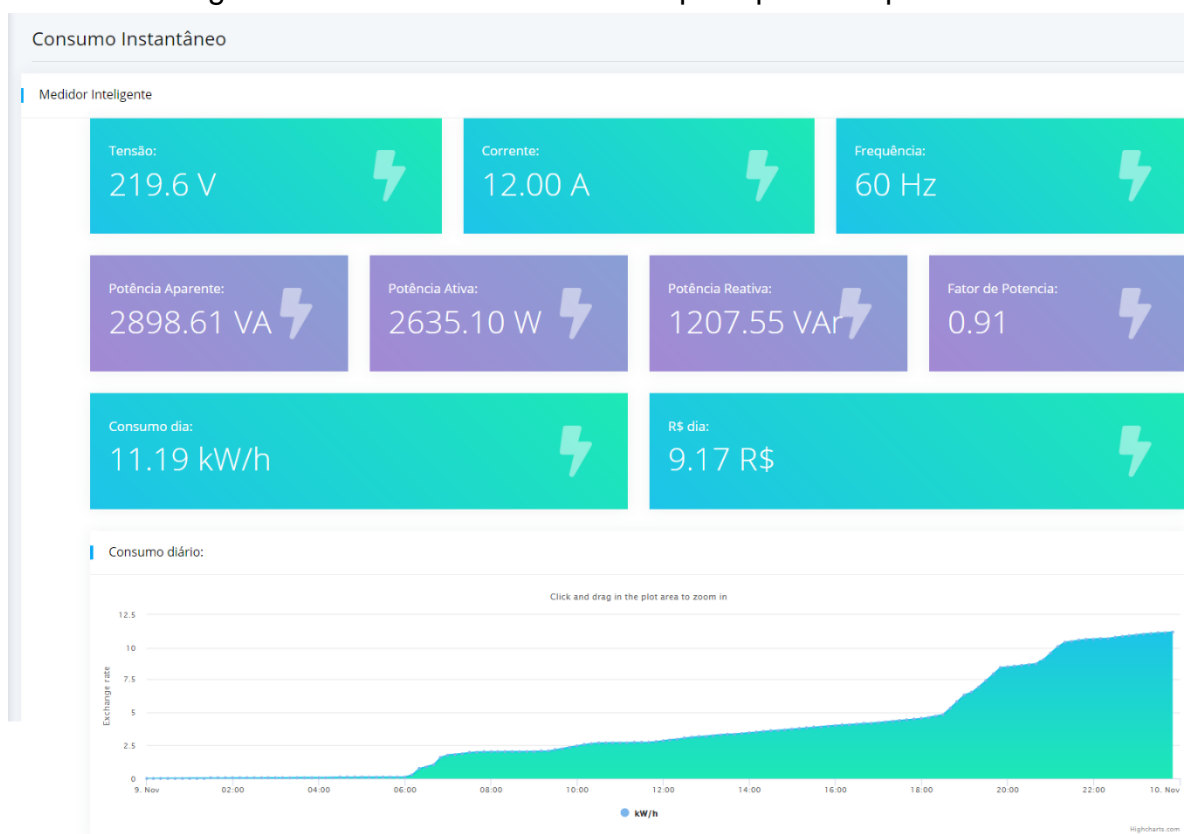 Consumo Instantâneo
Medidor Inteligente
Tensão:
219.6 V
Corrente:
12.00 A
Frequência:
60 Hz
Potência Aparente:
2898.61 VA
Potência Ativa:
2635.10 W
Potência Reativa:
1207.55 VAr
Fator de Potencia:
0.91
Consumo dia:
11.19 kW/h
R$ dia:
9.17 R$
Consumo diário:
Click and drag in the plot area to zoom in
Exchange rate
12.5
10
7.5
5
2.5
0
9. Nov 02:00 04:00 06:00 08:00 10:00 12:00 14:00 16:00 18:00 20:00 22:00 10. Nov
kW/h
Highcharts.com